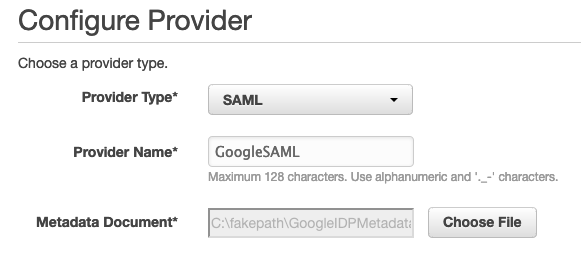 Configure Provider
Choose a provider type.
Provider Type* SAML
Provider Name* GoogleSAML
Maximum 128 characters. Use alphanumeric and '._-' characters.
Metadata Document* C:\fakepath\GoogleIDPMetadata Choose File